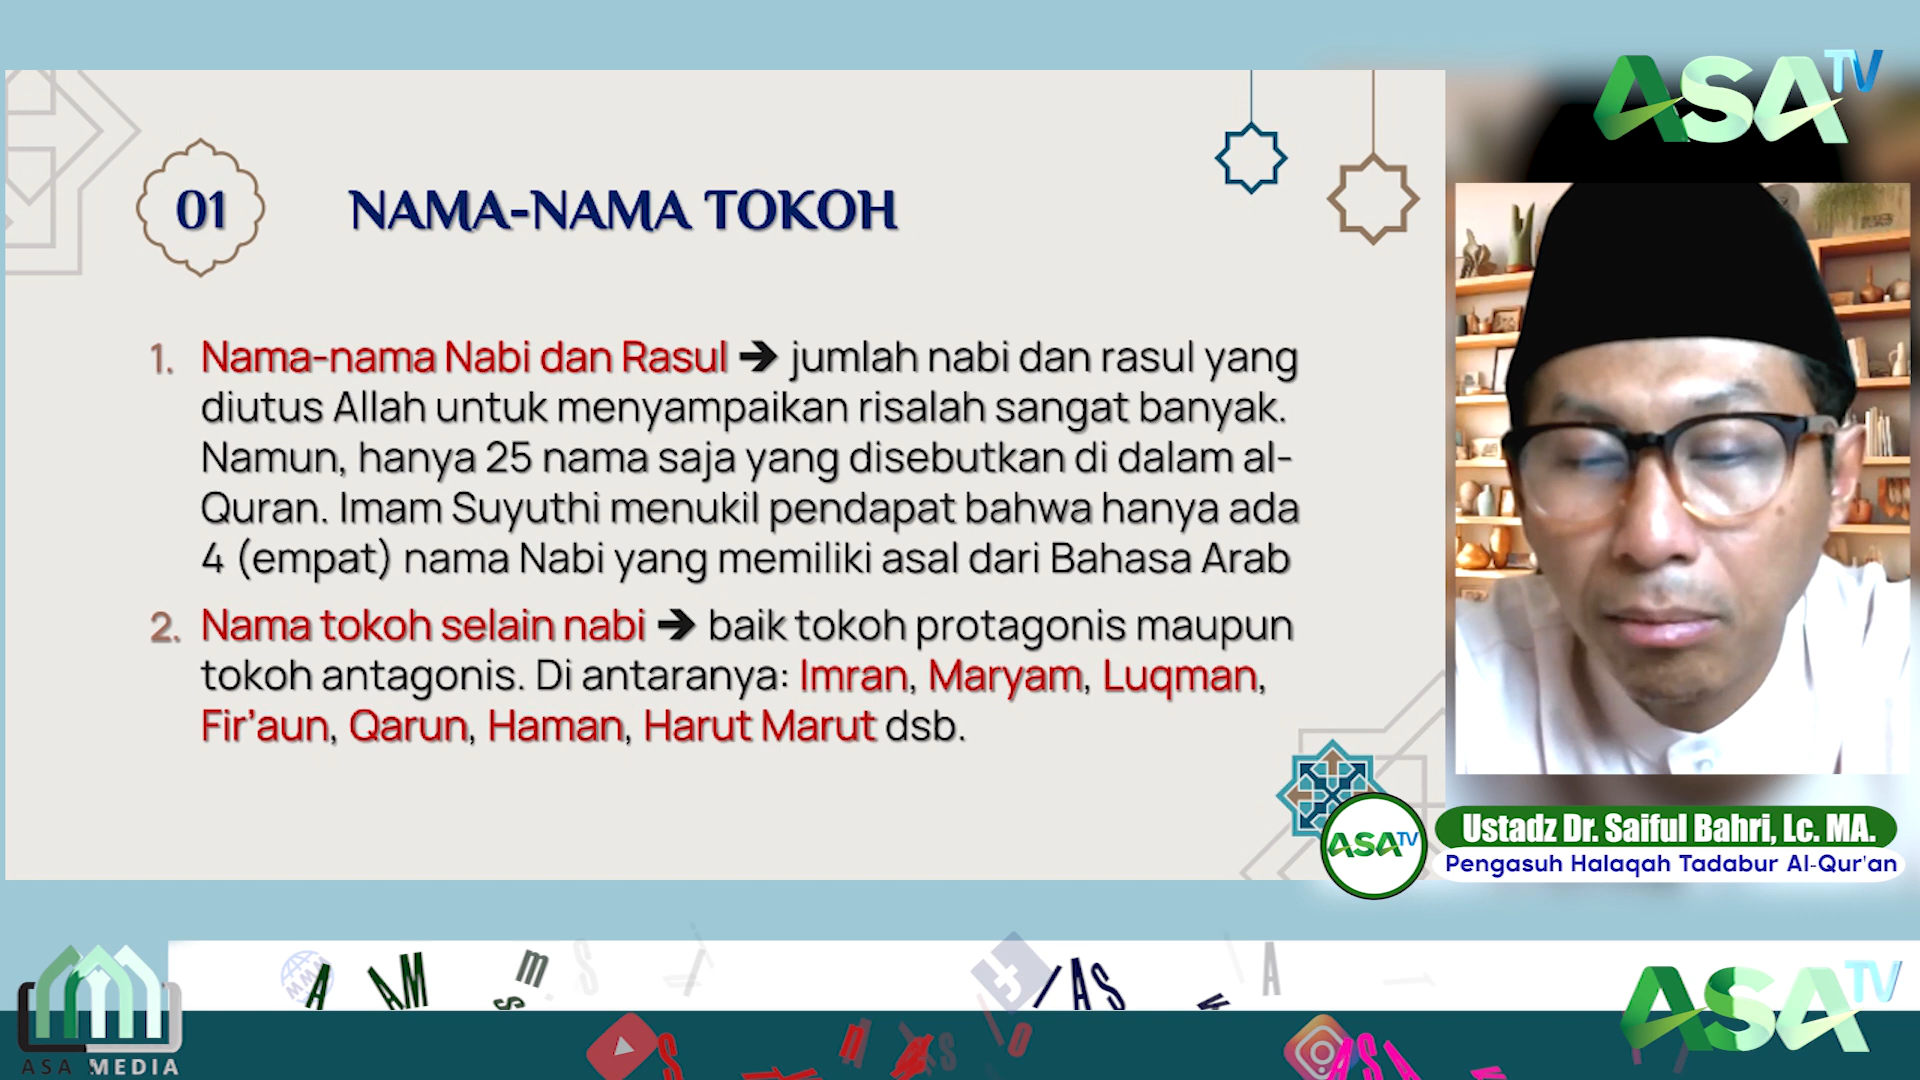 ASA TV
01 NAMA-NAMA TOKOH
1. Nama-nama Nabi dan Rasul ➔ jumlah nabi dan rasul yang
diutus Allah untuk menyampaikan risalah sangat banyak.
Namun, hanya 25 nama saja yang disebutkan di dalam al-
Quran. Imam Suyuthi menukil pendapat bahwa hanya ada
4 (empat) nama Nabi yang memiliki asal dari Bahasa Arab
2. Nama tokoh selain nabi ➔ baik tokoh protagonis maupun
tokoh antagonis. Di antaranya: Imran, Maryam, Luqman,
Fir'aun, Qarun, Haman, Harut Marut dsb.
ASA TV
Ustadz Dr. Saiful Bahri, Lc. MA.
Pengasuh Halaqah Tadabur Al-Qur'an
ASA MEDIA
ASA TV